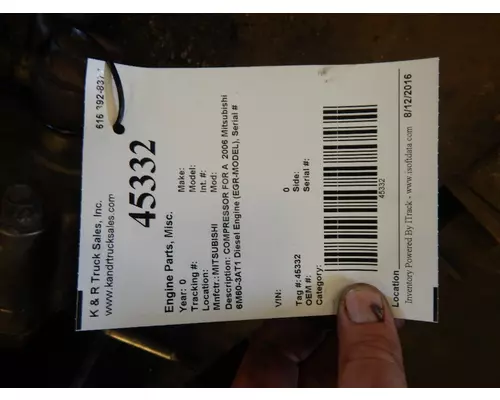 K & R Truck Sales, Inc.
www.kandrtrucksales.com
45332
Engine Parts, Misc.
Year: 0 Make:
Tracking #: Model:
Location: Int. #:
Mnfctr.: MITSUBISHI Mod:
Description: COMPRESSOR FOR A 2006 Mitsubishi
6M60-3A11 Diesel Engine (EGR-MODEL), Serial #
VIN:
Tag #: 45332 0
OEM #: Side:
Category: Serial #:
45332
Location
Inventory Powered By ITrack - www.isoftdata.com 8/12/2016